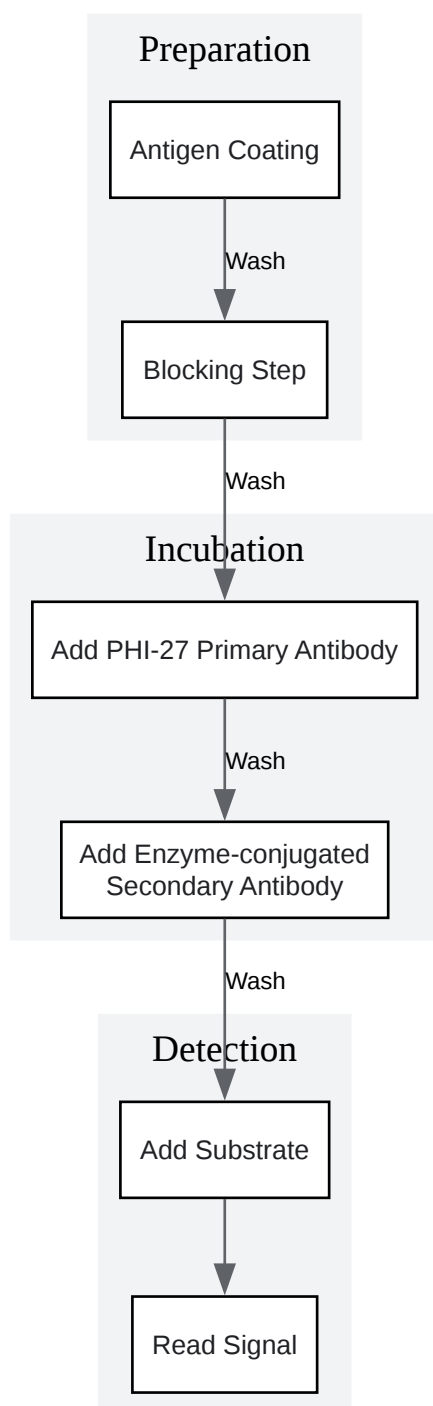 Preparation
Antigen Coating
Wash
Blocking Step
Wash
Incubation
Add PHI-27 Primary Antibody
Wash
Add Enzyme-conjugated
Secondary Antibody
Wash
Detection
Add Substrate
Read Signal